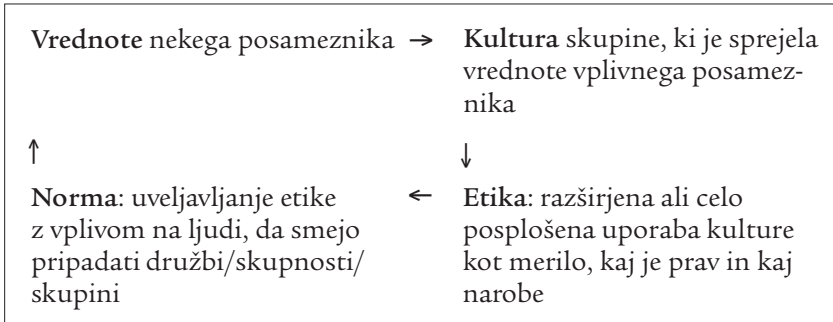 Vrednote nekega posameznika →
Kultura skupine, ki je sprejela
vrednote vplivnega posamez-
nika
↑
↓
Norma: uveljavljanje etike
z vplivom na ljudi, da smejo
pripadati družbi/skupnosti/
skupini
←
Etika: razširjena ali celo
posplošena uporaba kulture
kot merilo, kaj je prav in kaj
narobe